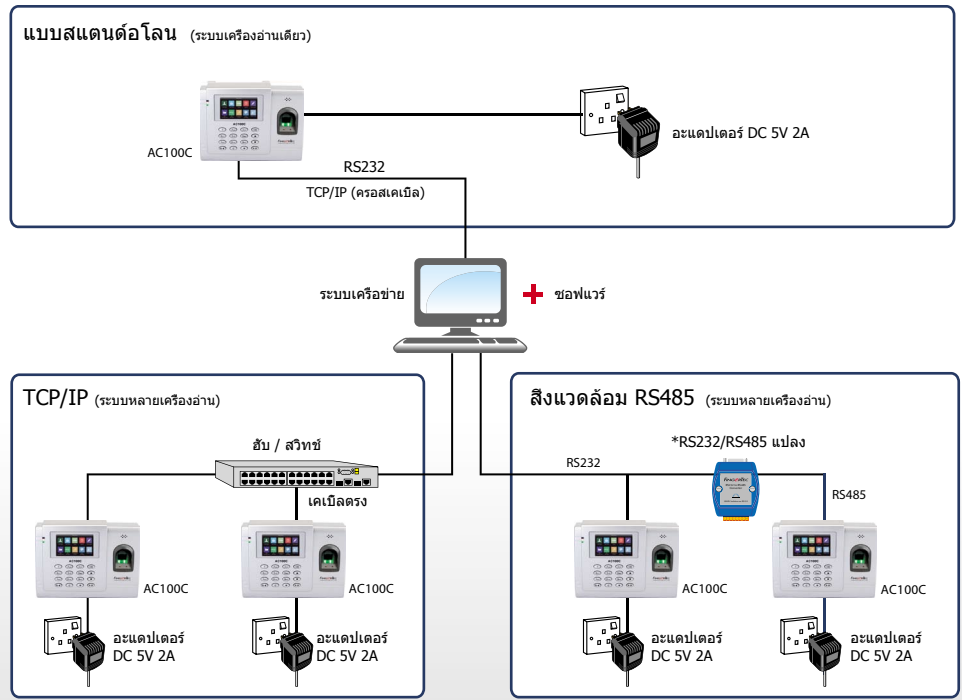 แบบสแตนด์อโลน (ระบบเครื่องอ่านเดียว)
อะแดปเตอร์ DC 5V 2A
AC100C
RS232
TCP/IP (ครอสเคเบิล)
ระบบเครือข่าย
ซอฟแวร์
TCP/IP (ระบบหลายเครื่องอ่าน)
ฮับ / สวิทช์
เคเบิลตรง
AC100C
AC100C
อะแดปเตอร์
DC 5V 2A
อะแดปเตอร์
DC 5V 2A
สิ่งแวดล้อม RS485 (ระบบหลายเครื่องอ่าน)
*RS232/RS485 แปลง
RS232
RS485
AC100C
AC100C
อะแดปเตอร์
DC 5V 2A
อะแดปเตอร์
DC 5V 2A